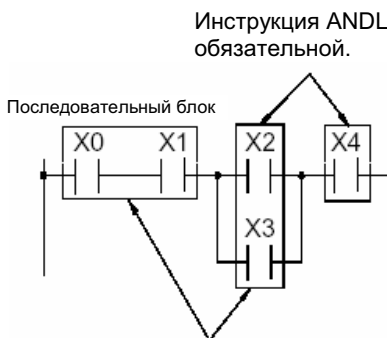 Инструкция ANDL
обязательной.
Последовательный блок
X0 X1 X2 X4
X3